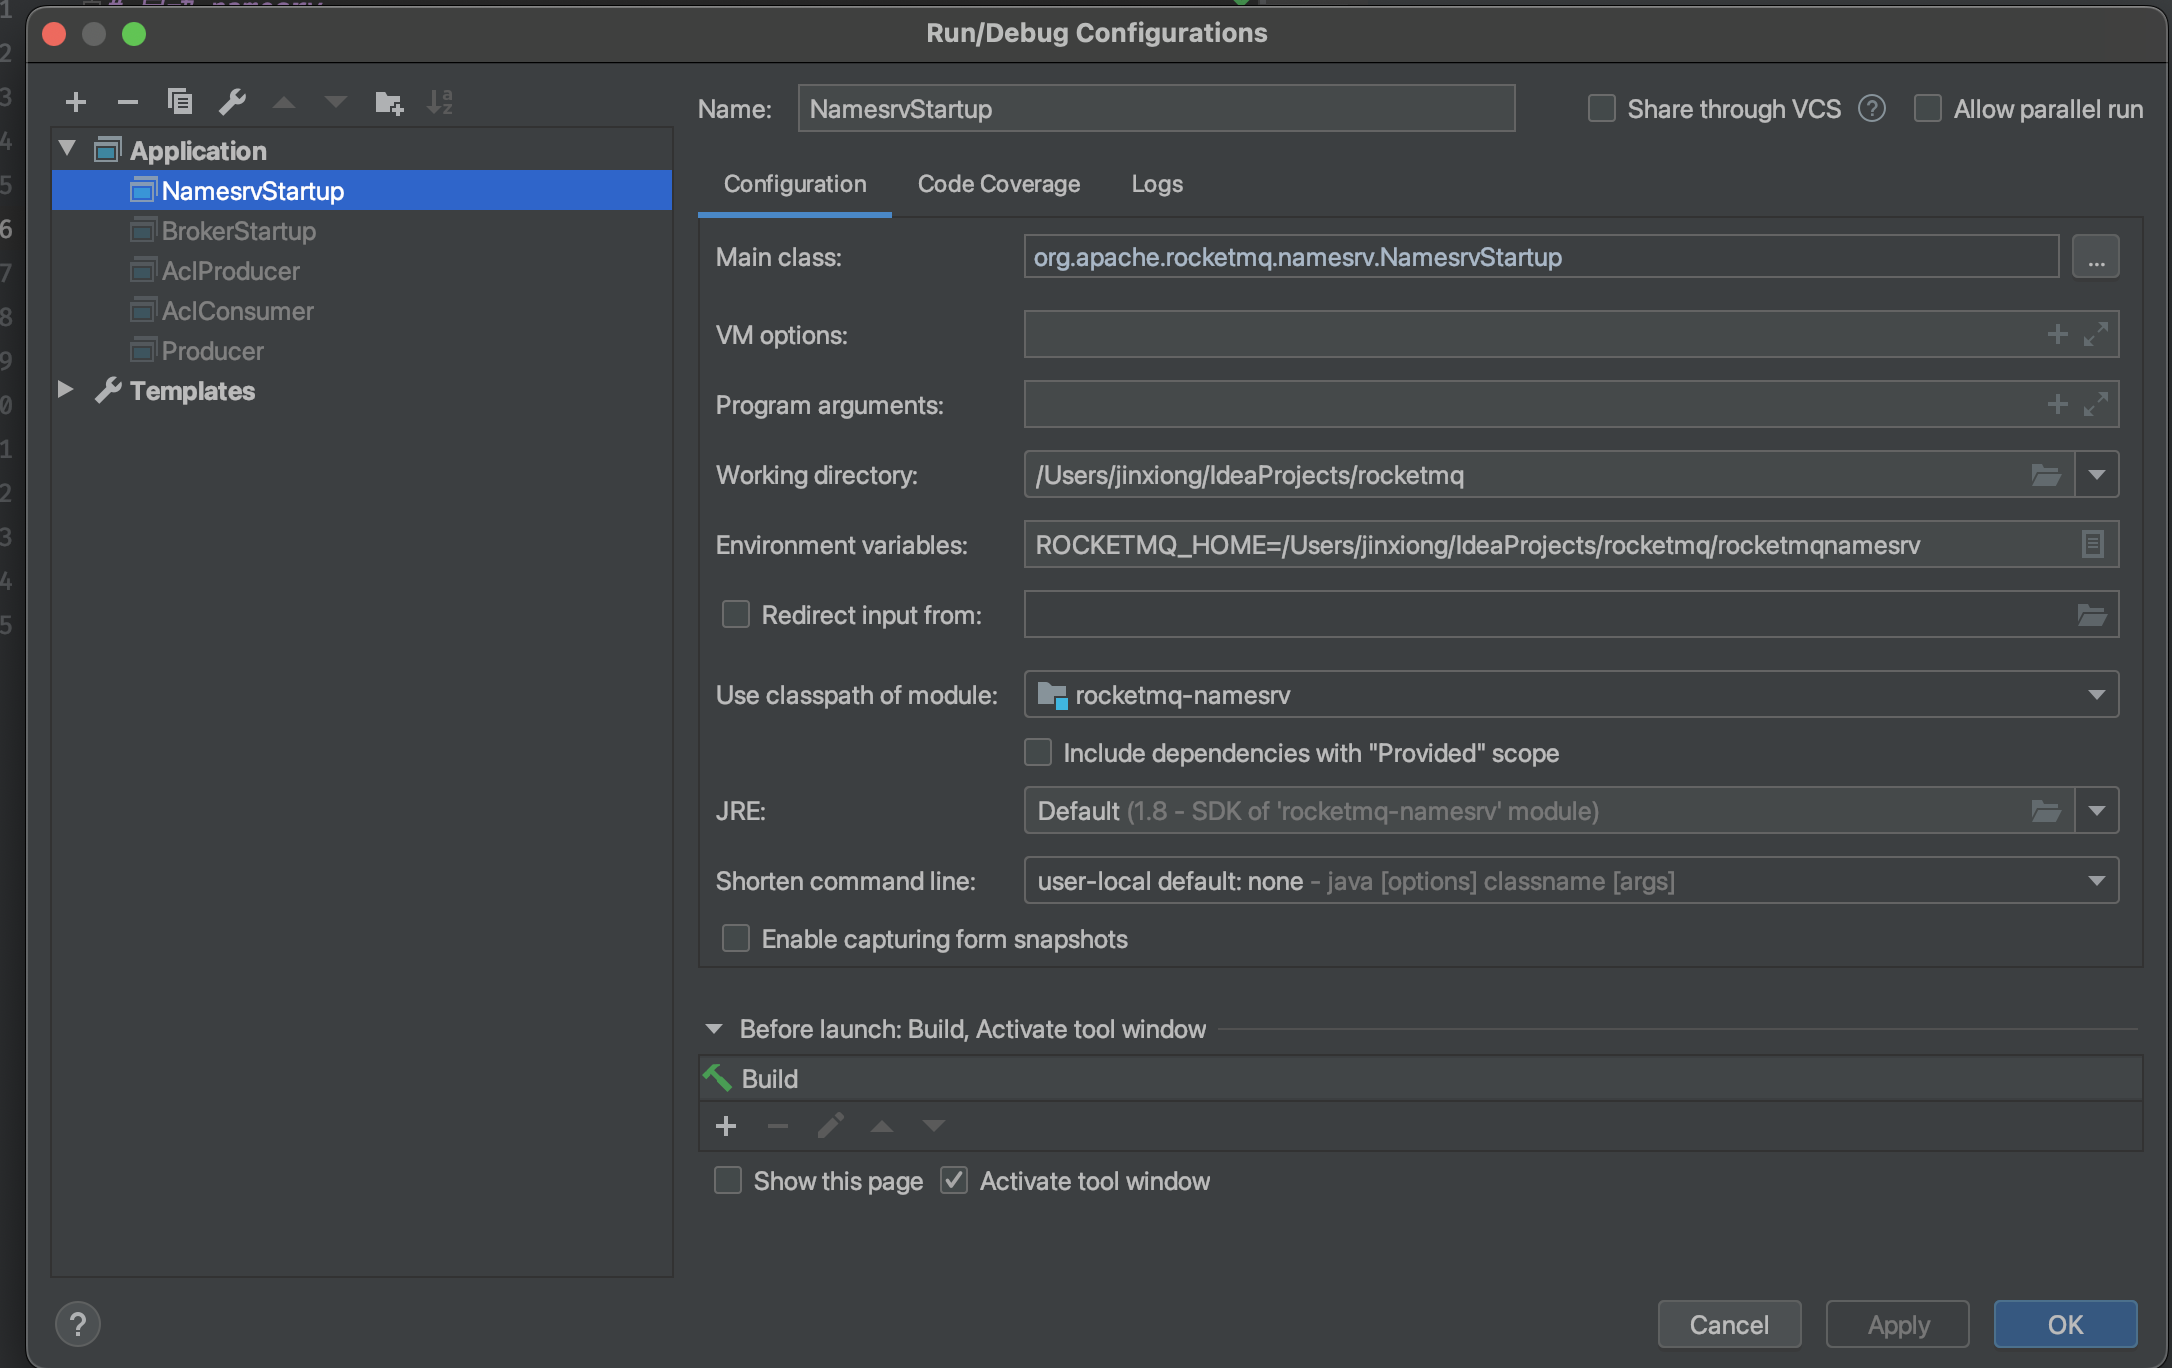 Run/Debug Configurations
Name: NamesrvStartup Share through VCS ? Allow parallel run
Application
NamesrvStartup
BrokerStartup
AclProducer
AclConsumer
Producer
Templates
Configuration Code Coverage Logs
Main class: org.apache.rocketmq.namesrv.NamesrvStartup ...
VM options:
Program arguments:
Working directory: /Users/jinxiong/IdeaProjects/rocketmq
Environment variables: ROCKETMQ_HOME=/Users/jinxiong/IdeaProjects/rocketmq/rocketmqnamesrv
Redirect input from:
Use classpath of module: rocketmq-namesrv
Include dependencies with "Provided" scope
JRE: Default (1.8 - SDK of 'rocketmq-namesrv' module)
Shorten command line: user-local default: none - java [options] classname [args]
Enable capturing form snapshots
Before launch: Build, Activate tool window
Build
Show this page Activate tool window
? Cancel Apply OK